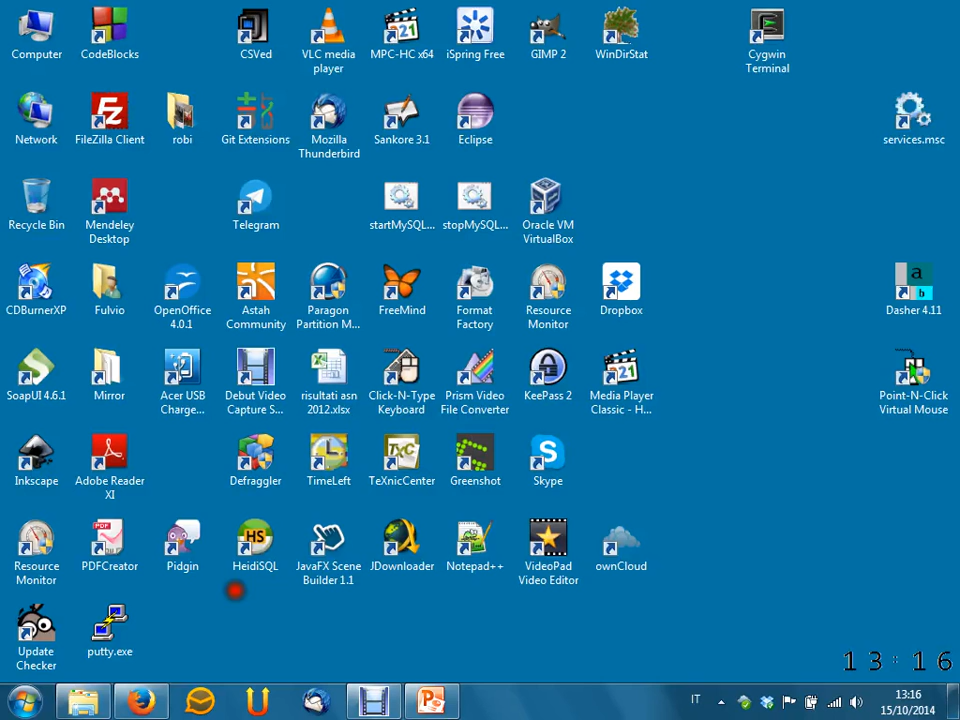 Computer
CodeBlocks
CSVed
VLC media
player
MPC-HC x64
iSpring Free
GIMP 2
WinDirStat
Cygwin
Terminal
Network
FileZilla Client
robi
Git Extensions
Mozilla
Thunderbird
Sankore 3.1
Eclipse
services.msc
Recycle Bin
Mendeley
Desktop
Telegram
startMySQL...
stopMySQL...
Oracle VM
VirtualBox
CDBurnerXP
Fulvio
OpenOffice
4.0.1
Astah
Community
Paragon
Partition M...
FreeMind
Format
Factory
Resource
Monitor
Dropbox
a
b
Dasher 4.11
SoapUI 4.6.1
Mirror
Acer USB
Charge...
Debut Video
Capture S...
risultati asn
2012.xlsx
Click-N-Type
Keyboard
Prism Video
File Converter
KeePass 2
Media Player
Classic - H...
Point-N-Click
Virtual Mouse
Inkscape
Adobe Reader
XI
Defraggler
TimeLeft
TeXnicCenter
Greenshot
Skype
Resource
Monitor
PDFCreator
Pidgin
HeidiSQL
JavaFX Scene
Builder 1.1
JDownloader
Notepad++
VideoPad
Video Editor
ownCloud
Update
Checker
putty.exe
13:16
IT
13:16
15/10/2014